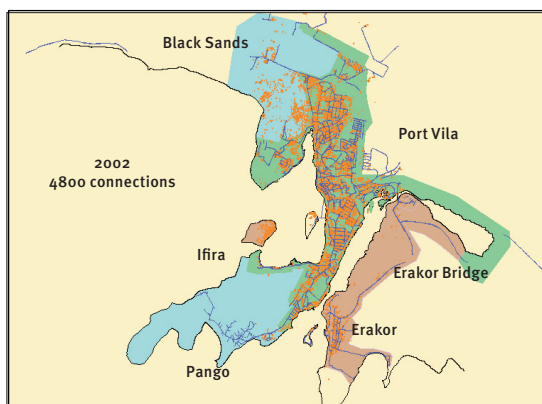 Black Sands
Port Vila
2002
4800 connections
Ifira
Erakor Bridge
Erakor
Pango